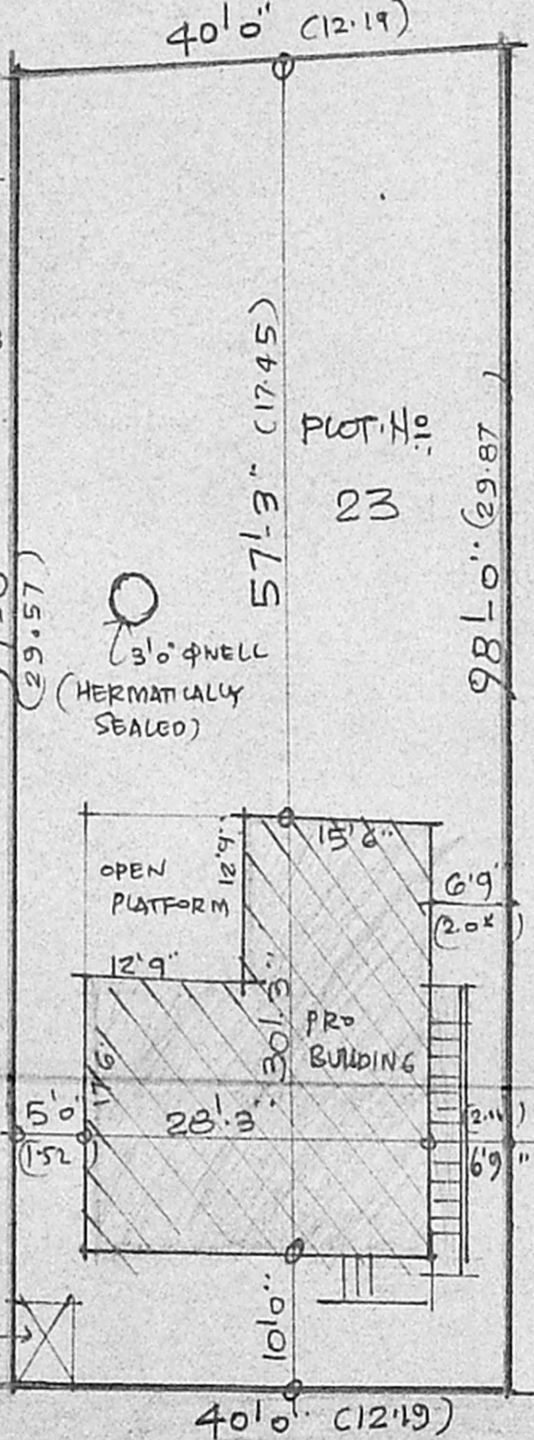 40'0" (12.19)
57'-3" (17.45)
PLOT.No
23
98'-0" (29.87)
(29.57)
3'0" Φ WELL
(HERMATICALLY
SEALED)
15'6"
12'.9"
OPEN
PLATFORM
6'9"
12'9"
30'.3"
PRO
BUILDING
5'0"
(1.52)
17'6"
28'.3"
6'9"
10'0"
40'0" (12.19)